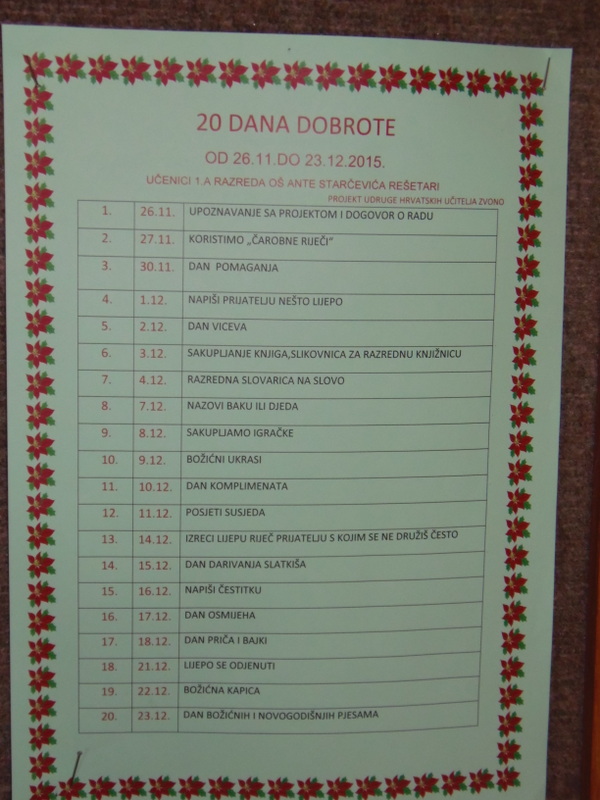 20 DANA DOBROTE
OD 26.11.DO 23.12.2015.
UČENICI 1.A RAZREDA OŠ ANTE STARČEVIĆA REŠETARI
PROJEKT UDRUGE HRVATSKIH UČITELJA ZVONO
1. 26.11. UPOZNAVANJE SA PROJEKTOM I DOGOVOR O RADU
2. 27.11. KORISTIMO „ČAROBNE RIJEČI“
3. 30.11. DAN POMAGANJA
4. 1.12. NAPIŠI PRIJATELJU NEŠTO LIJEPO
5. 2.12. DAN VICEVA
6. 3.12. SAKUPLJANJE KNJIGA,SLIKOVNICA ZA RAZREDNU KNJIŽNICU
7. 4.12. RAZREDNA SLOVARICA NA SLOVO
8. 7.12. NAZOVI BAKU ILI DJEDA
9. 8.12. SAKUPLJAMO IGRAČKE
10. 9.12. BOŽIĆNI UKRASI
11. 10.12. DAN KOMPLIMENATA
12. 11.12. POSJETI SUSJEDA
13. 14.12. IZRECI LIJEPU RIJEČ PRIJATELJU S KOJIM SE NE DRUŽIŠ ČESTO
14. 15.12. DAN DARIVANJA SLATKIŠA
15. 16.12. NAPIŠI ČESTITKU
16. 17.12. DAN OSMIJEHA
17. 18.12. DAN PRIČA I BAJKI
18. 21.12. LIJEPO SE ODJENUTI
19. 22.12. BOŽIĆNA KAPICA
20. 23.12. DAN BOŽIĆNIH I NOVOGODIŠNJIH PJESAMA